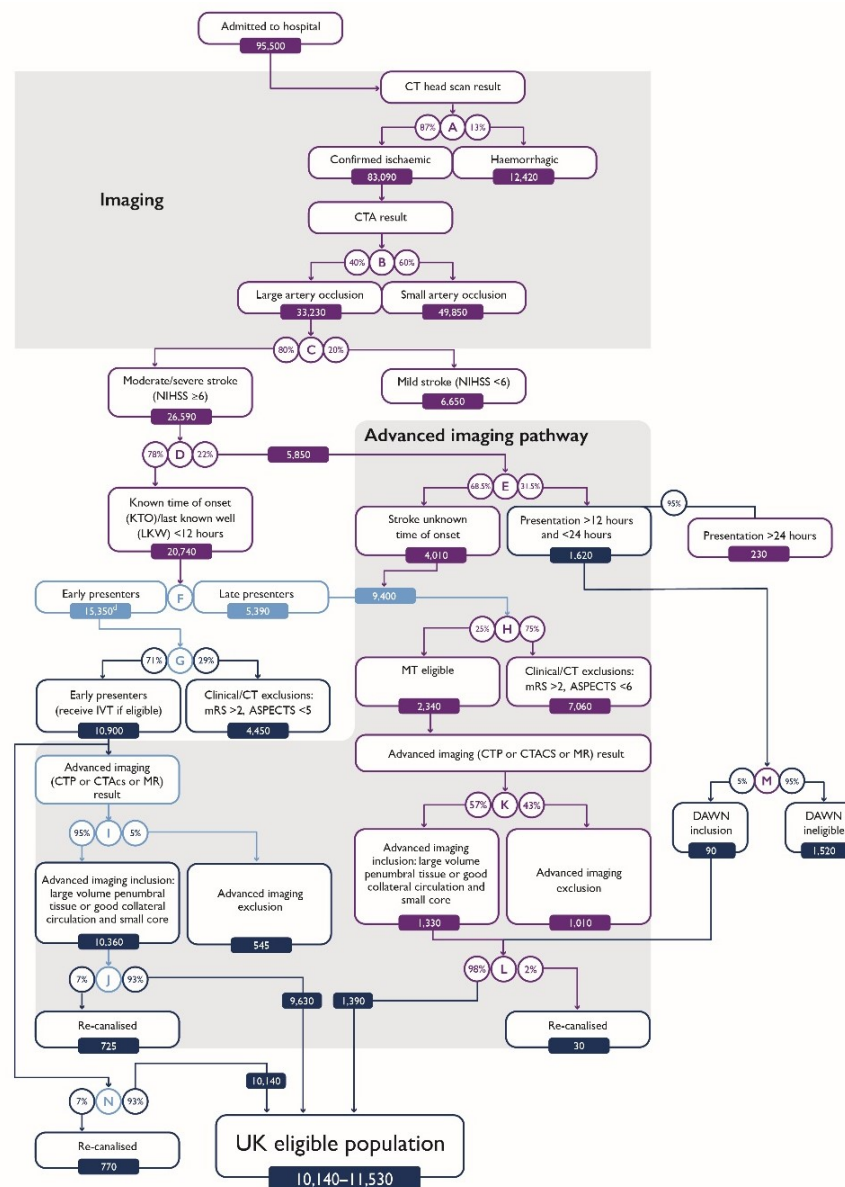 Admitted to hospital
95,500
CT head scan result
87% A 13%
Confirmed ischaemic
83,090
Haemorrhagic
12,420
Imaging
CTA result
40% B 60%
Large artery occlusion
33,230
Small artery occlusion
49,850
80% C 20%
Moderate/severe stroke
(NIHSS ≥6)
26,590
Mild stroke (NIHSS <6)
6,650
Advanced imaging pathway
78% D 22%
5,850
68.5% E 31.5%
Known time of onset
(KTO)/last known well
(LKW) <12 hours
20,740
Stroke unknown
time of onset
4,010
Presentation >12 hours
and <24 hours
1,620
95%
Presentation >24 hours
230
Early presenters
15,350d
F
Late presenters
5,390
9,400
71% G 29%
25% H 75%
Early presenters
(receive IVT if eligible)
10,900
Clinical/CT exclusions:
mRS >2, ASPECTS <5
4,450
MT eligible
2,340
Clinical/CT exclusions:
mRS >2, ASPECTS <6
7,060
Advanced imaging
(CTP or CTAcs or MR)
result
Advanced imaging (CTP or CTACS or MR) result
95% I 5%
57% K 43%
5% M 95%
DAWN
inclusion
90
DAWN
ineligible
1,520
Advanced imaging inclusion:
large volume penumbral
tissue or good collateral
circulation and small core
10,360
Advanced imaging
exclusion
545
Advanced imaging
inclusion: large volume
penumbral tissue or good
collateral circulation and
small core
1,330
Advanced imaging
exclusion
1,010
7% J 93%
98% L 2%
9,630
1,390
Re-canalised
725
Re-canalised
30
7% N 93%
10,140
Re-canalised
770
UK eligible population
10,140–11,530